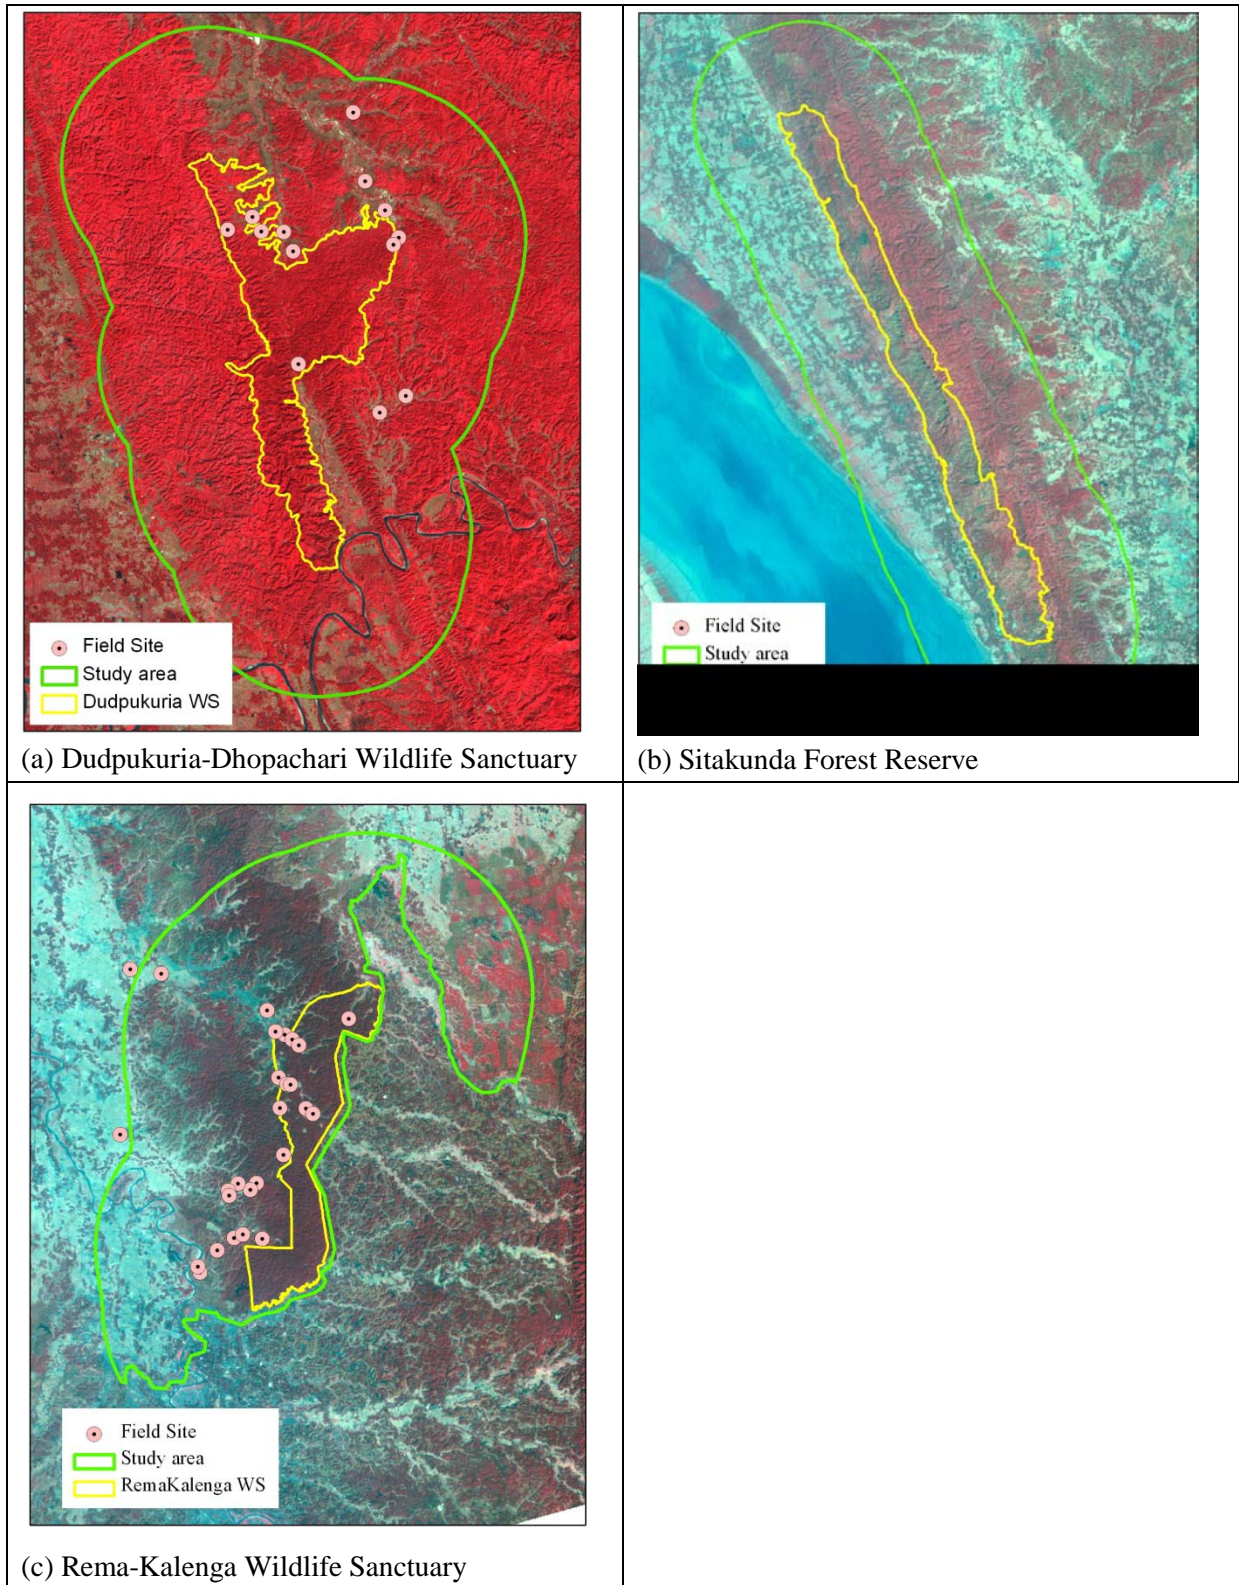 Field Site
Study area
Dudpukuria WS
(a) Dudpukuria-Dhopachari Wildlife Sanctuary
Field Site
Study area
(b) Sitakunda Forest Reserve
Field Site
Study area
RemaKalenga WS
(c) Rema-Kalenga Wildlife Sanctuary